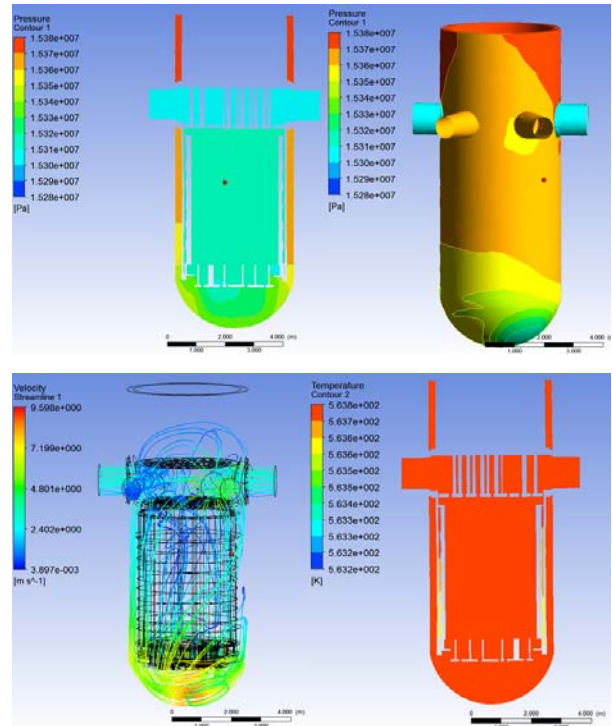 Pressure
Contour 1
1.538e+007
1.537e+007
1.536e+007
1.535e+007
1.534e+007
1.533e+007
1.532e+007
1.531e+007
1.530e+007
1.529e+007
1.528e+007
[Pa]
0
2.000
4.000 (m)
1.000
3.000
Pressure
Contour 1
1.538e+007
1.537e+007
1.536e+007
1.535e+007
1.534e+007
1.533e+007
1.532e+007
1.531e+007
1.530e+007
1.529e+007
1.528e+007
[Pa]
0
2.000
4.000
1.000
3.000
Velocity
Streamline 1
9.598e+000
7.199e+000
4.801e+000
2.402e+000
3.897e-003
[m s^-1]
0
2.000
4.000 (m)
1.000
3.000
Temperature
Contour 2
5.638e+002
5.637e+002
5.636e+002
5.636e+002
5.635e+002
5.634e+002
5.633e+002
5.633e+002
5.632e+002
5.632e+002
[K]
0
2.000
4.000 (m)
1.000
3.000